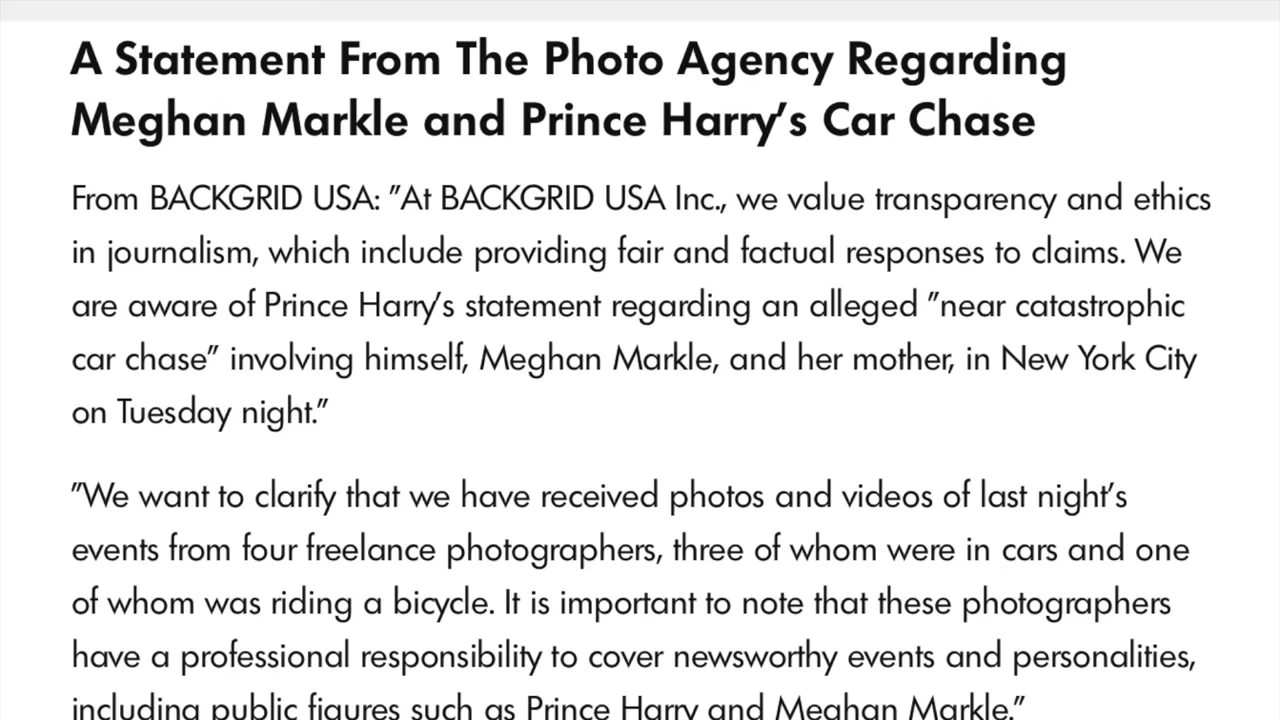 A Statement From The Photo Agency Regarding
Meghan Markle and Prince Harry's Car Chase
From BACKGRID USA: "At BACKGRID USA Inc., we value transparency and ethics
in journalism, which include providing fair and factual responses to claims. We
are aware of Prince Harry's statement regarding an alleged "near catastrophic
car chase" involving himself, Meghan Markle, and her mother, in New York City
on Tuesday night."
"We want to clarify that we have received photos and videos of last night's
events from four freelance photographers, three of whom were in cars and one
of whom was riding a bicycle. It is important to note that these photographers
have a professional responsibility to cover newsworthy events and personalities,
including public figures such as Prince Harry and Meghan Markle."